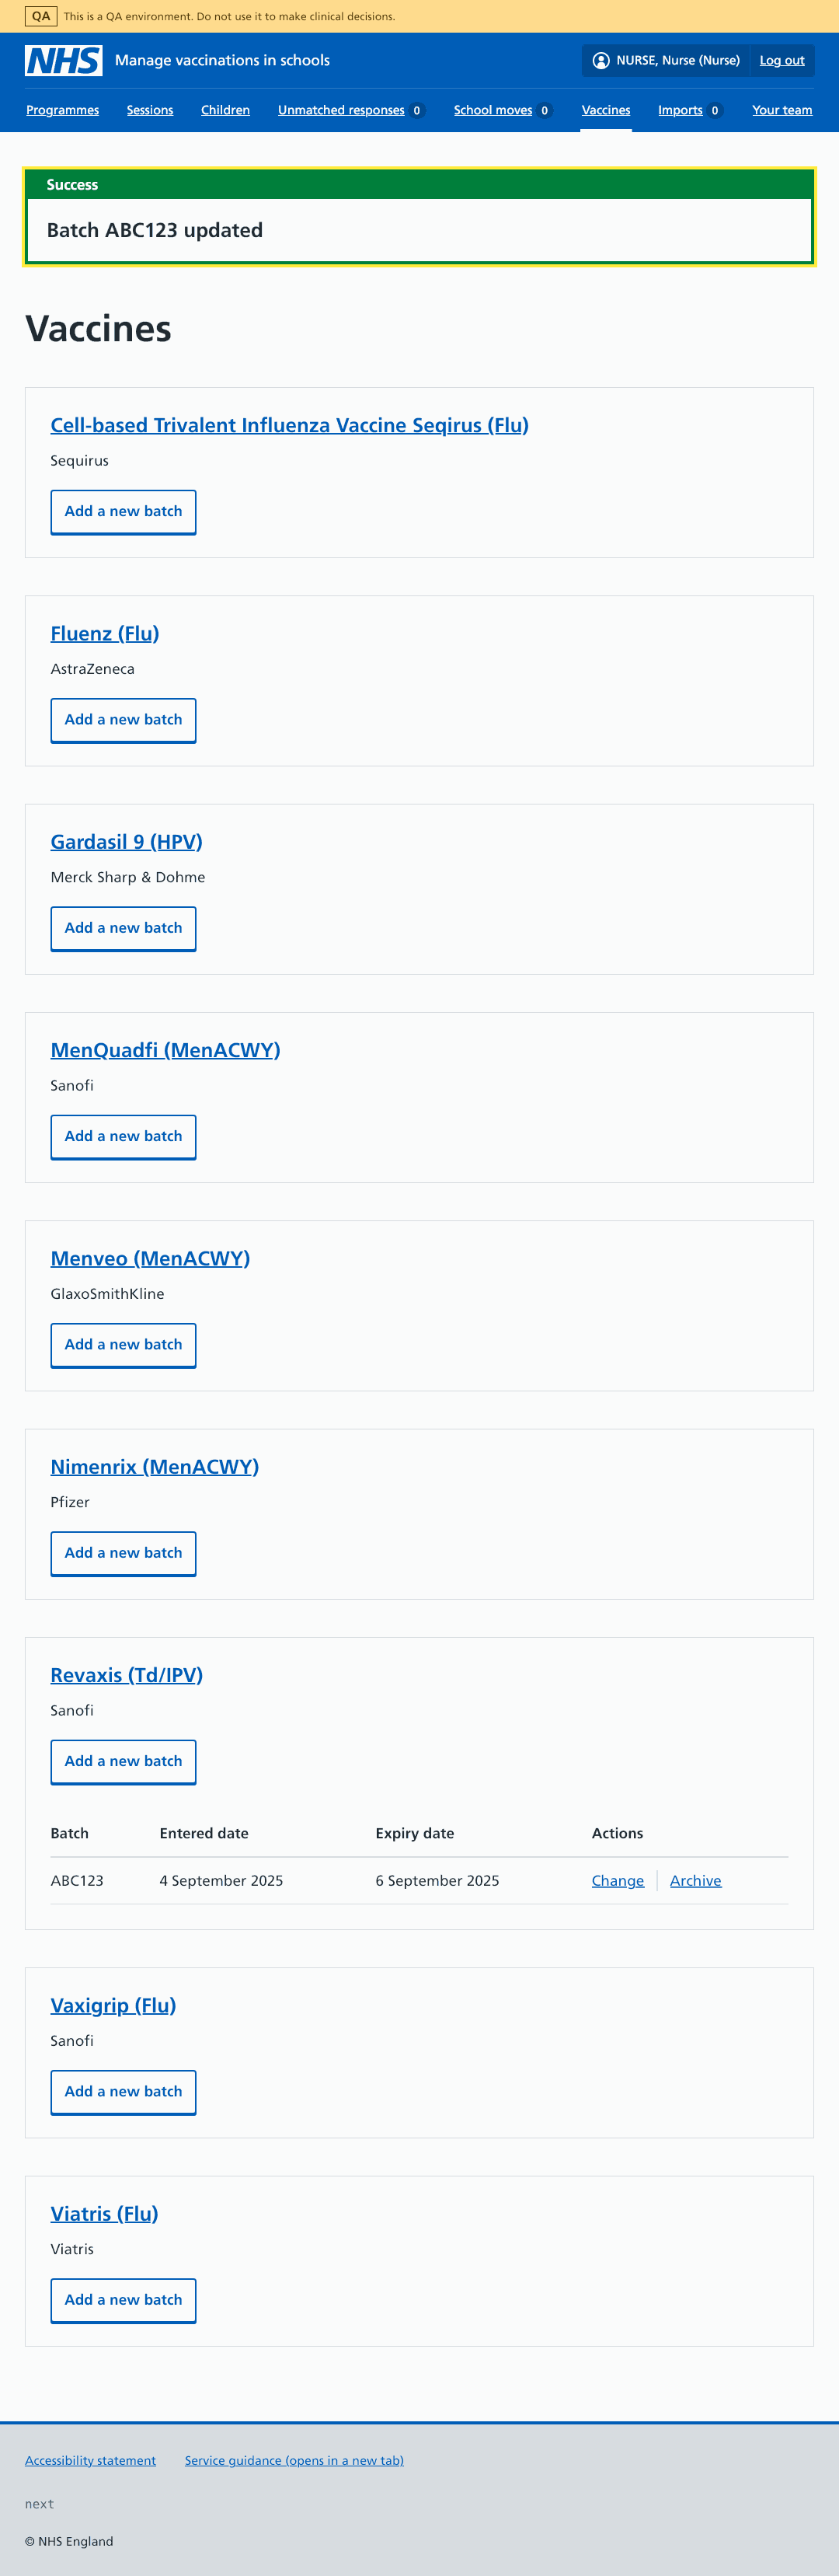 QA This is a QA environment. Do not use it to make clinical decisions.
NHS Manage vaccinations in schools NURSE, Nurse (Nurse) Log out
Programmes Sessions Children Unmatched responses 0 School moves 0 Vaccines Imports 0 Your team
Success
Batch ABC123 updated
Vaccines
Cell-based Trivalent Influenza Vaccine Seqirus (Flu)
Sequirus
Add a new batch
Fluenz (Flu)
AstraZeneca
Add a new batch
Gardasil 9 (HPV)
Merck Sharp & Dohme
Add a new batch
MenQuadfi (MenACWY)
Sanofi
Add a new batch
Menveo (MenACWY)
GlaxoSmithKline
Add a new batch
Nimenrix (MenACWY)
Pfizer
Add a new batch
Revaxis (Td/IPV)
Sanofi
Add a new batch
Batch Entered date Expiry date Actions
ABC123 4 September 2025 6 September 2025 Change Archive
Vaxigrip (Flu)
Sanofi
Add a new batch
Viatris (Flu)
Viatris
Add a new batch
Accessibility statement Service guidance (opens in a new tab)
next
© NHS England